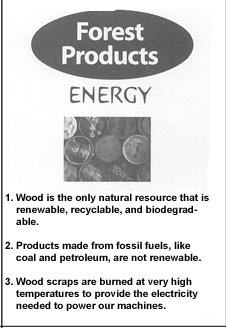 Forest
Products
ENERGY
1. Wood is the only natural resource that is
renewable, recyclable, and biodegrad-
able.
2. Products made from fossil fuels, like
coal and petroleum, are not renewable.
3. Wood scraps are burned at very high
temperatures to provide the electricity
needed to power our machines.